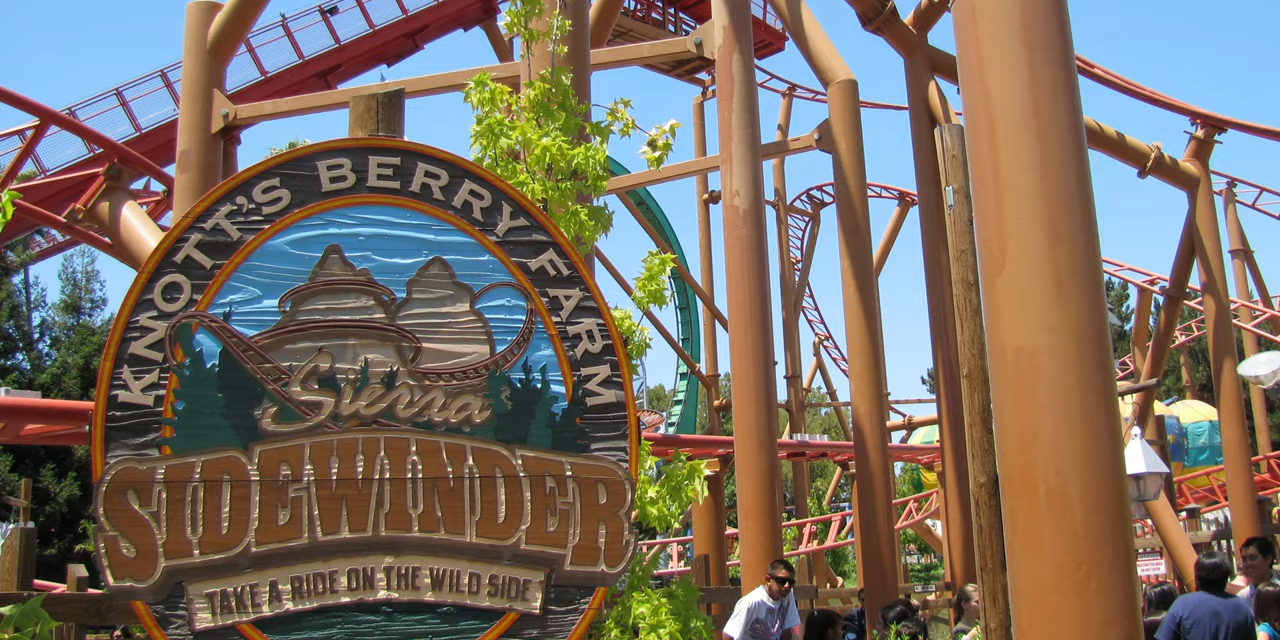 KNOTT'S BERRY FARM
Sierra
SIDEWINDER
TAKE A RIDE ON THE WILD SIDE